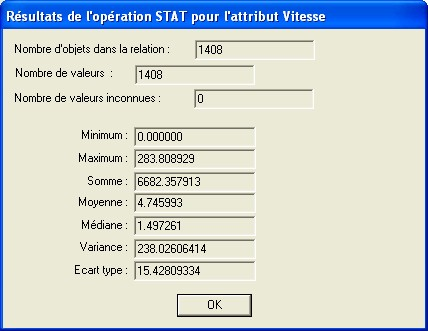 Résultats de l'opération STAT pour l'attribut Vitesse
Nombre d'objets dans la relation : 1408
Nombre de valeurs : 1408
Nombre de valeurs inconnues : 0
Minimum : 0.000000
Maximum : 283.808929
Somme : 6682.357913
Moyenne : 4.745993
Médiane : 1.497261
Variance : 238.02606414
Ecart type : 15.42809334
OK